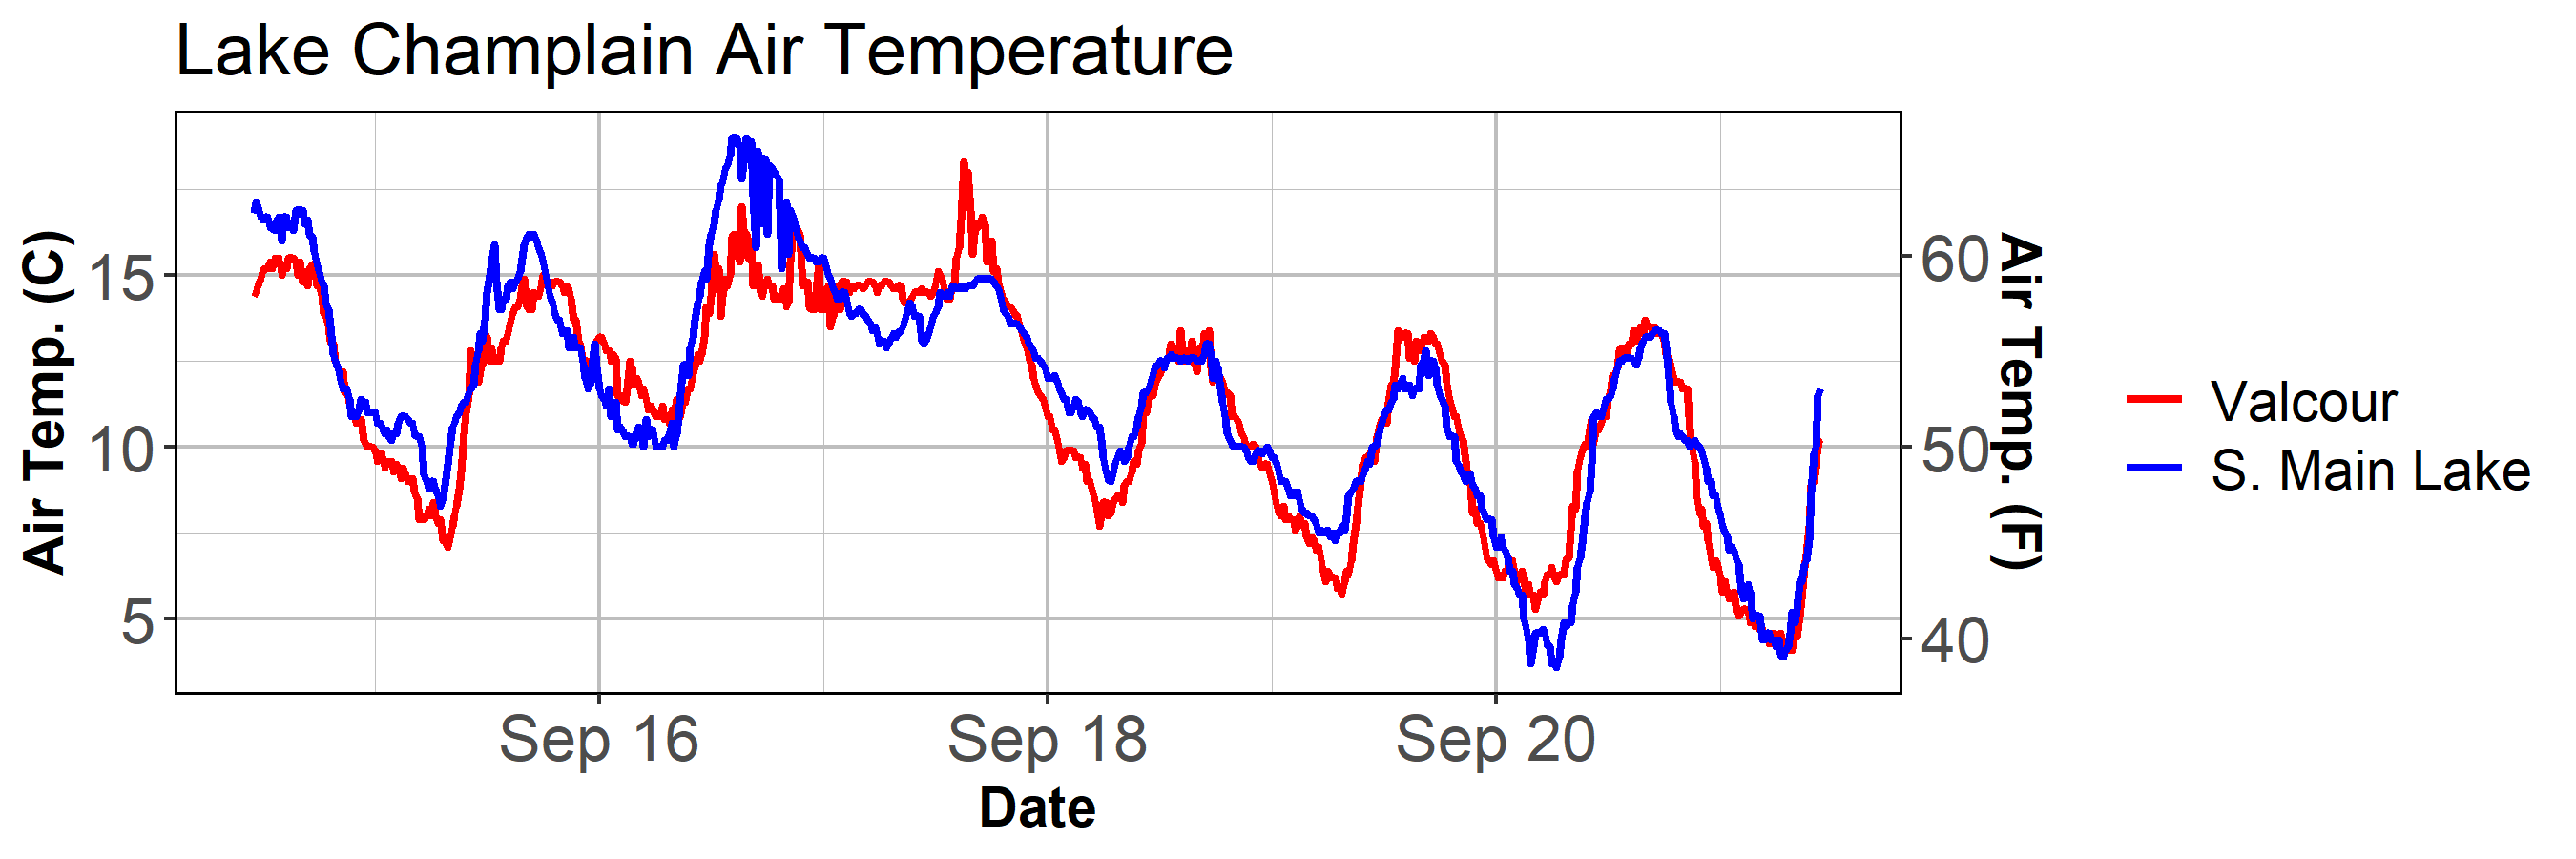 Lake Champlain Air Temperature
Air Temp. (C)
15
10
5
60
50
40
Air Temp. (F)
Sep 16
Sep 18
Sep 20
Date
Valcour
S. Main Lake